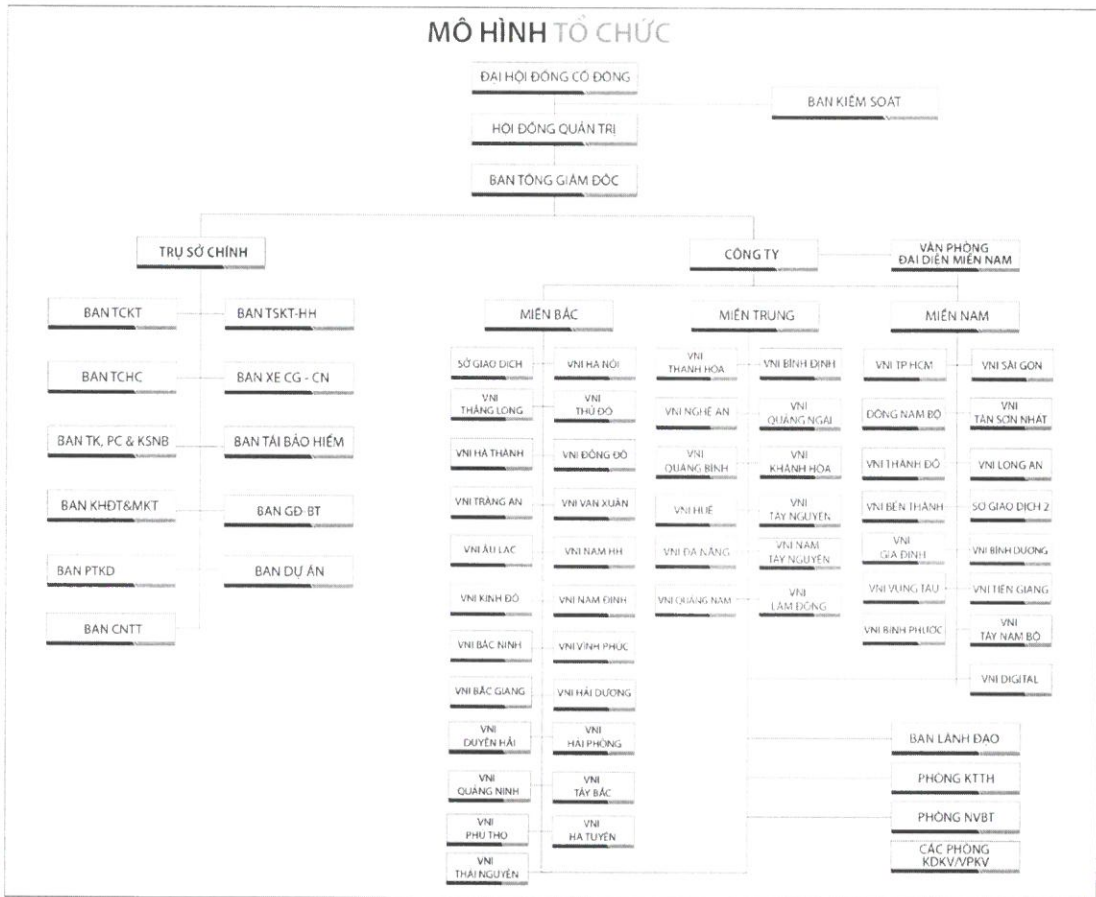 MÔ HÌNH TỔ CHỨC
ĐẠI HỘI ĐỒNG CỔ ĐÔNG
BAN KIỂM SOÁT
HỘI ĐỒNG QUẢN TRỊ
BAN TỔNG GIÁM ĐỐC
TRỤ SỞ CHÍNH
CÔNG TY
VĂN PHÒNG
ĐẠI DIỆN MIỀN NAM
BAN TCKT
BAN TSKT-HH
BAN TCHC
BAN XE CG - CN
BAN TK, PC & KSNB
BAN TÁI BẢO HIỂM
BAN KHĐT&MKT
BAN GĐ-BT
BAN PTKD
BAN DỰ ÁN
BAN CNTT
MIỀN BẮC
MIỀN TRUNG
MIỀN NAM
SỞ GIAO DỊCH
VNI HÀ NỘI
VNI
THĂNG LONG
VNI
THỦ ĐÔ
VNI HÀ THÀNH
VNI ĐÔNG ĐÔ
VNI TRÀNG AN
VNI VẠN XUÂN
VNI ÂU LẠC
VNI NAM HH
VNI KINH ĐÔ
VNI NAM ĐỊNH
VNI BẮC NINH
VNI VĨNH PHÚC
VNI BẮC GIANG
VNI HẢI DƯƠNG
VNI
DUYÊN HẢI
VNI
HẢI PHÒNG
VNI
QUẢNG NINH
VNI
TÂY BẮC
VNI
PHÚ THỌ
VNI
HÀ TUYÊN
VNI
THÁI NGUYÊN
VNI
THANH HÓA
VNI BÌNH ĐỊNH
VNI NGHỆ AN
VNI
QUẢNG NGÃI
VNI
QUẢNG BÌNH
VNI
KHÁNH HÒA
VNI HUẾ
VNI
TÂY NGUYÊN
VNI ĐÀ NẴNG
VNI NAM
TÂY NGUYÊN
VNI QUẢNG NAM
VNI
LÂM ĐỒNG
VNI TP HCM
VNI SÀI GÒN
ĐÔNG NAM BỘ
VNI
TÂN SƠN NHẤT
VNI THÀNH ĐÔ
VNI LONG AN
VNI BẾN THÀNH
SỞ GIAO DỊCH 2
VNI
GIA ĐỊNH
VNI BÌNH DƯƠNG
VNI VŨNG TÀU
VNI TIỀN GIANG
VNI BÌNH PHƯỚC
VNI
TÂY NAM BỘ
VNI DIGITAL
BAN LÃNH ĐẠO
PHÒNG KTTH
PHÒNG NVBT
CÁC PHÒNG
KDKV/VPKV